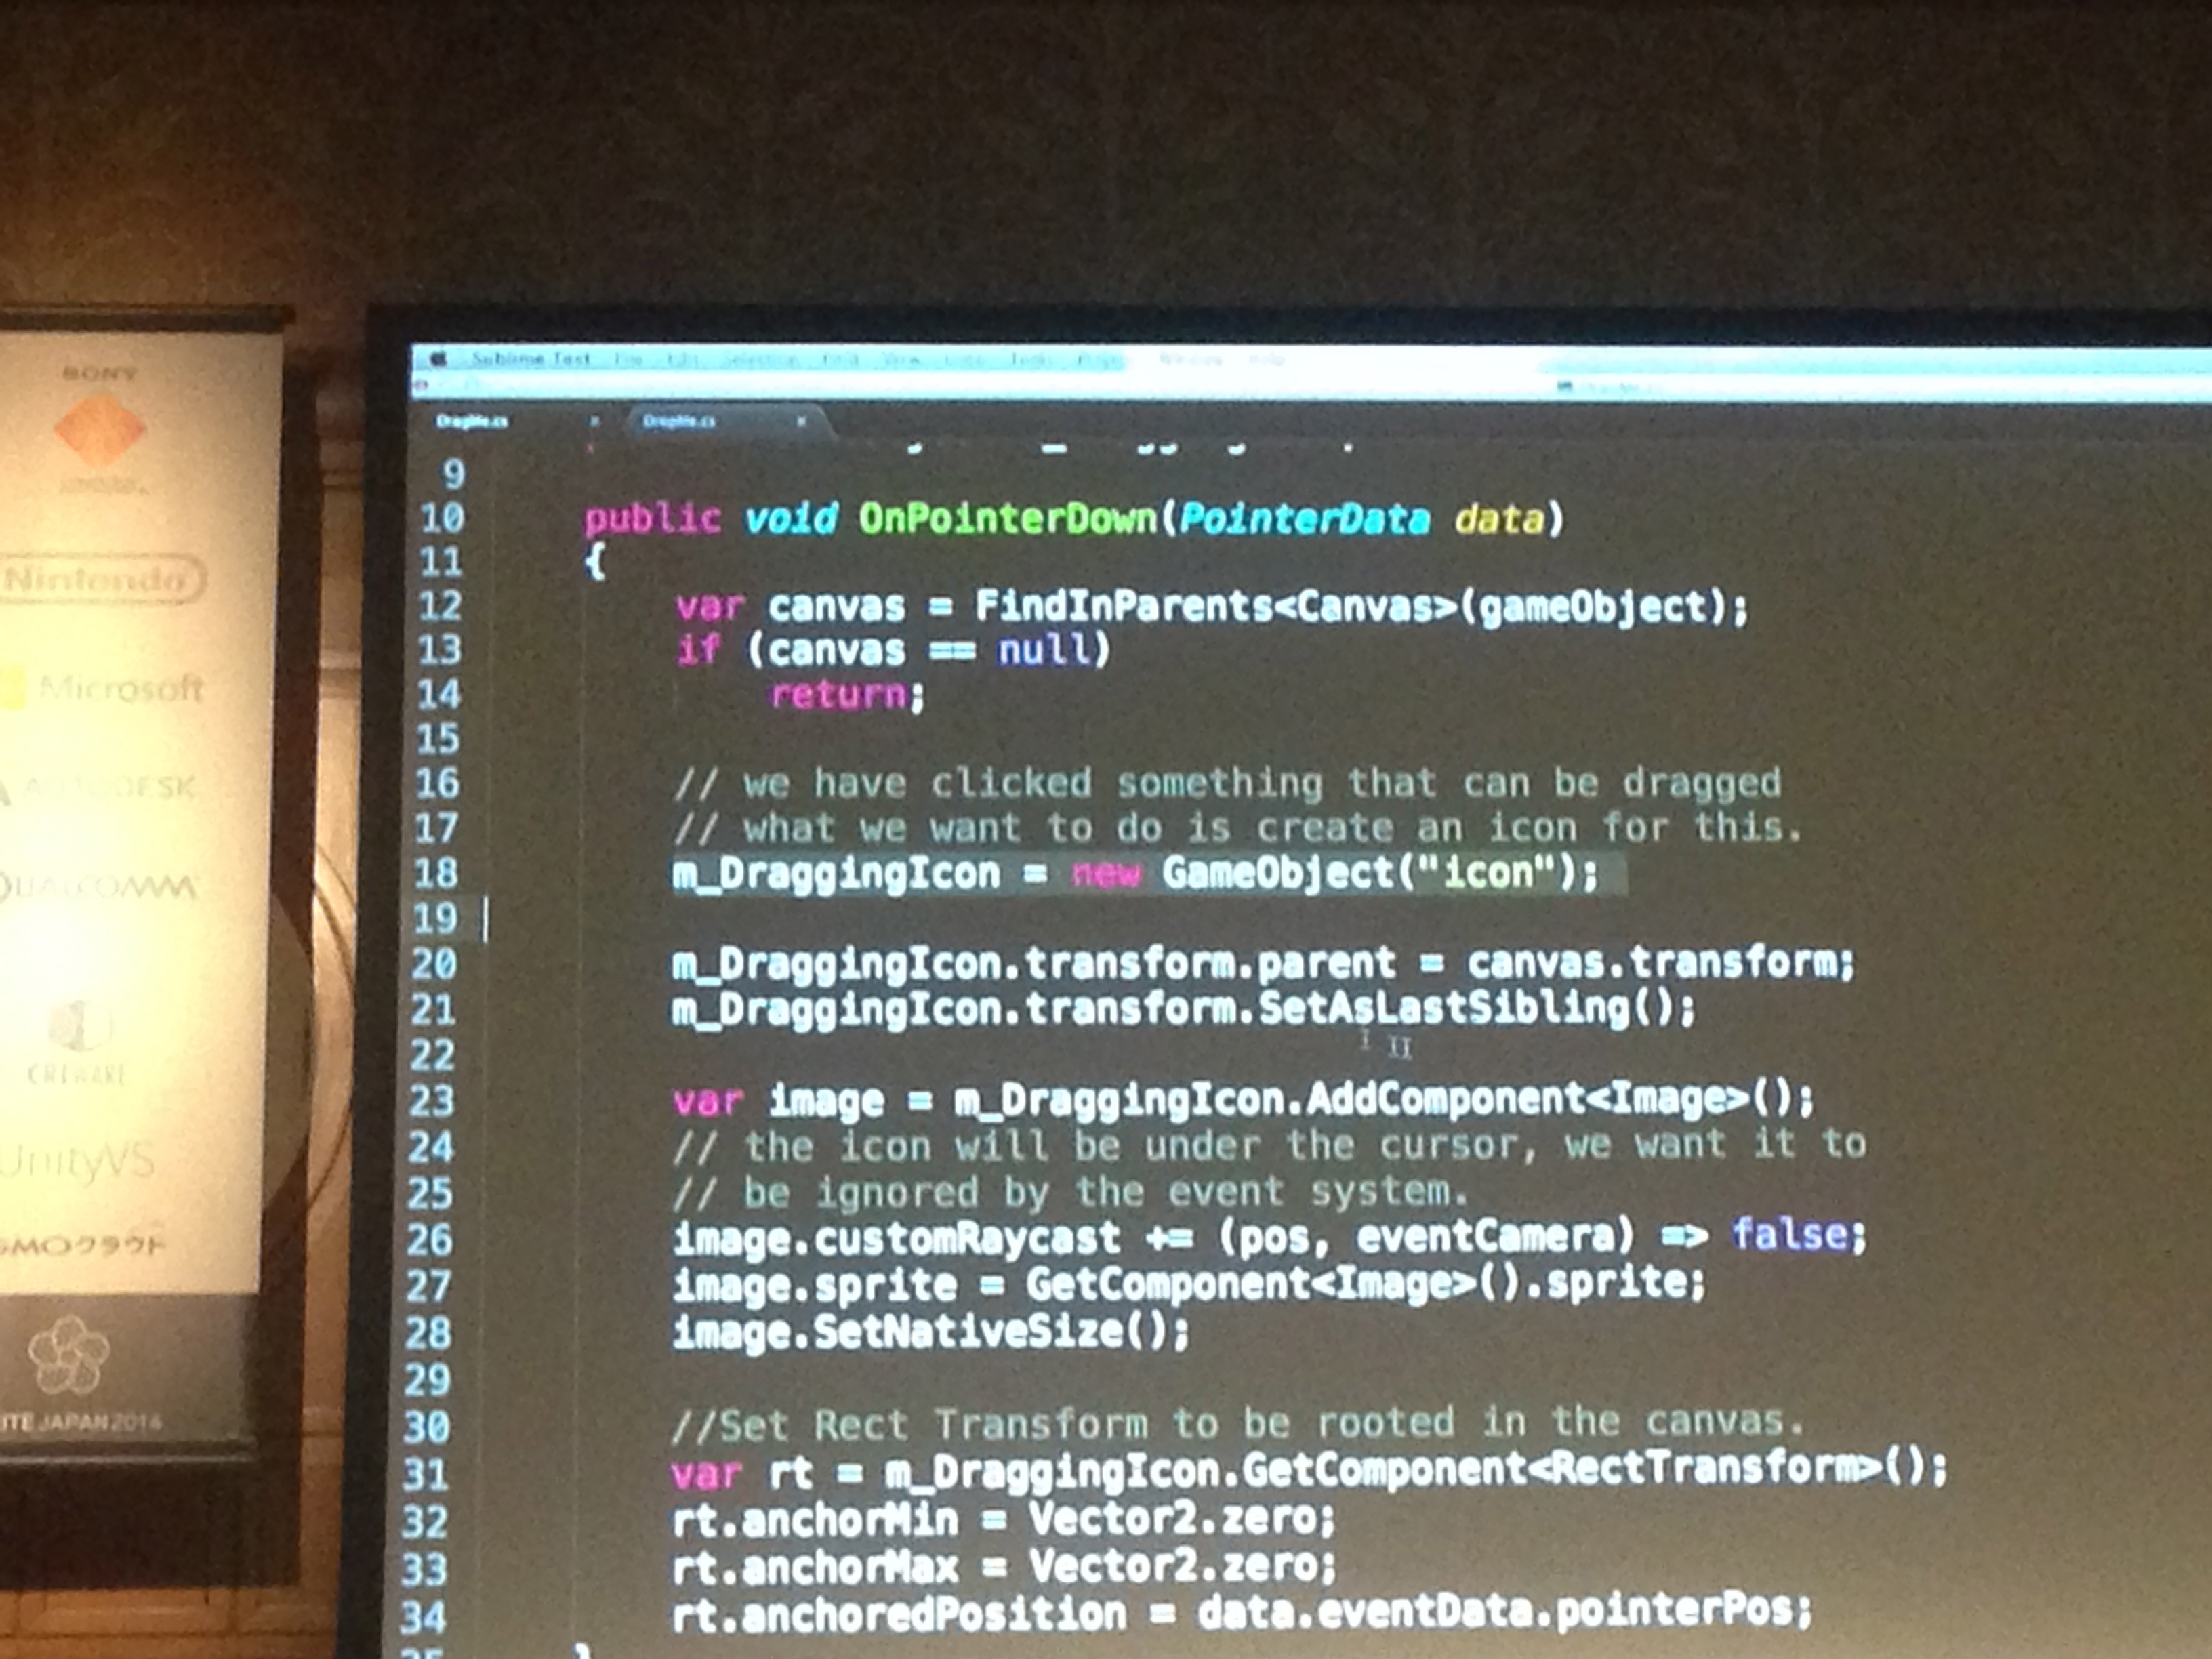 SONY
Nintendo
Microsoft
AUTODESK
QUALCOMM
UnityVS
GMOクラウド
ITE JAPAN 2014
Sublime Text File Edit Selection Find View Goto Tools Project Window Help
DragMe.cs × DropMe.cs ×
9
10 public void OnPointerDown(PointerData data)
11 {
12 var canvas = FindInParents<Canvas>(gameObject);
13 if (canvas == null)
14 return;
15
16 // we have clicked something that can be dragged
17 // what we want to do is create an icon for this.
18 m_DraggingIcon = new GameObject("icon");
19
20 m_DraggingIcon.transform.parent = canvas.transform;
21 m_DraggingIcon.transform.SetAsLastSibling();
22
23 var image = m_DraggingIcon.AddComponent<Image>();
24 // the icon will be under the cursor, we want it to
25 // be ignored by the event system.
26 image.customRaycast += (pos, eventCamera) => false;
27 image.sprite = GetComponent<Image>().sprite;
28 image.SetNativeSize();
29
30 //Set Rect Transform to be rooted in the canvas.
31 var rt = m_DraggingIcon.GetComponent<RectTransform>();
32 rt.anchorMin = Vector2.zero;
33 rt.anchorMax = Vector2.zero;
34 rt.anchoredPosition = data.eventData.pointerPos;
35 }